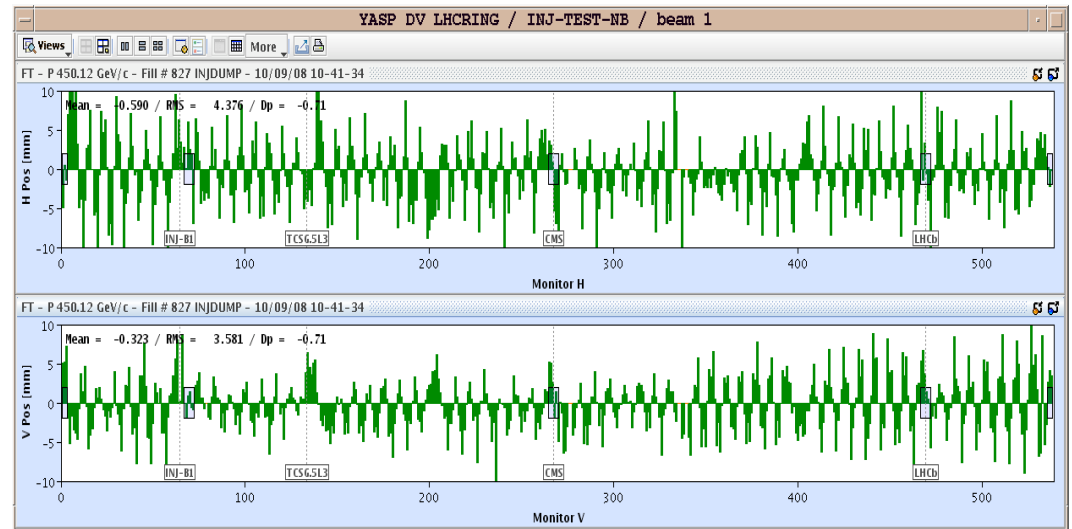 YASP DV LHCRING / INJ-TEST-NB / beam 1
Views More
FT - P 450.12 GeV/c - Fill # 827 INJDUMP - 10/09/08 10-41-34
Mean = -0.590 / RMS = 4.376 / Dp = -0.71
H Pos [mm]
10
5
0
-5
-10
INJ-B1 TCSG.5L3 CMS LHCb
0 100 200 300 400 500
Monitor H
FT - P 450.12 GeV/c - Fill # 827 INJDUMP - 10/09/08 10-41-34
Mean = -0.323 / RMS = 3.581 / Dp = -0.71
V Pos [mm]
10
5
0
-5
-10
INJ-B1 TCSG.5L3 CMS LHCb
0 100 200 300 400 500
Monitor V